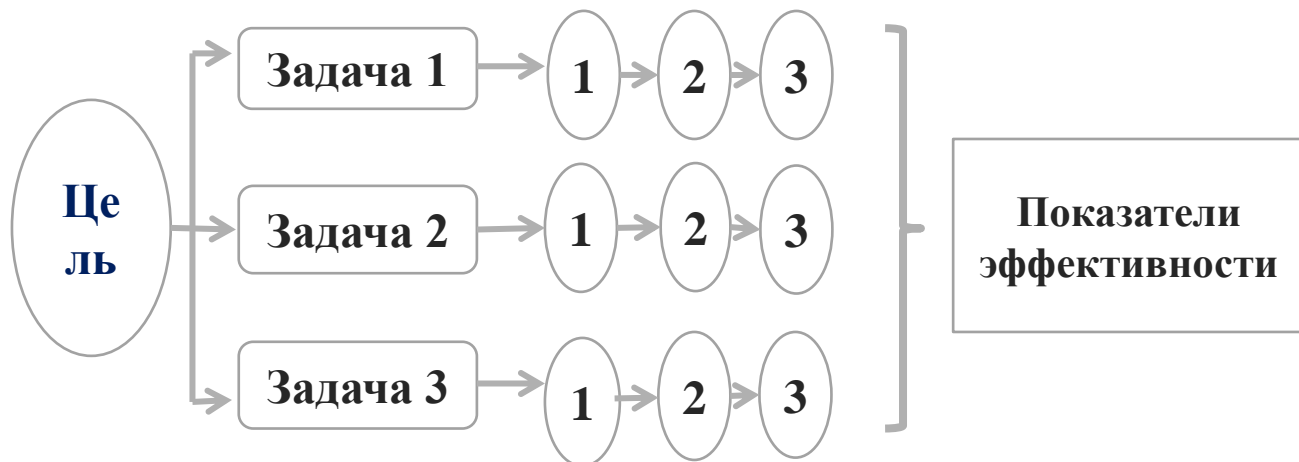 Це
ль
Задача 1
1
2
3
Задача 2
1
2
3
Задача 3
1
2
3
Показатели
эффективности